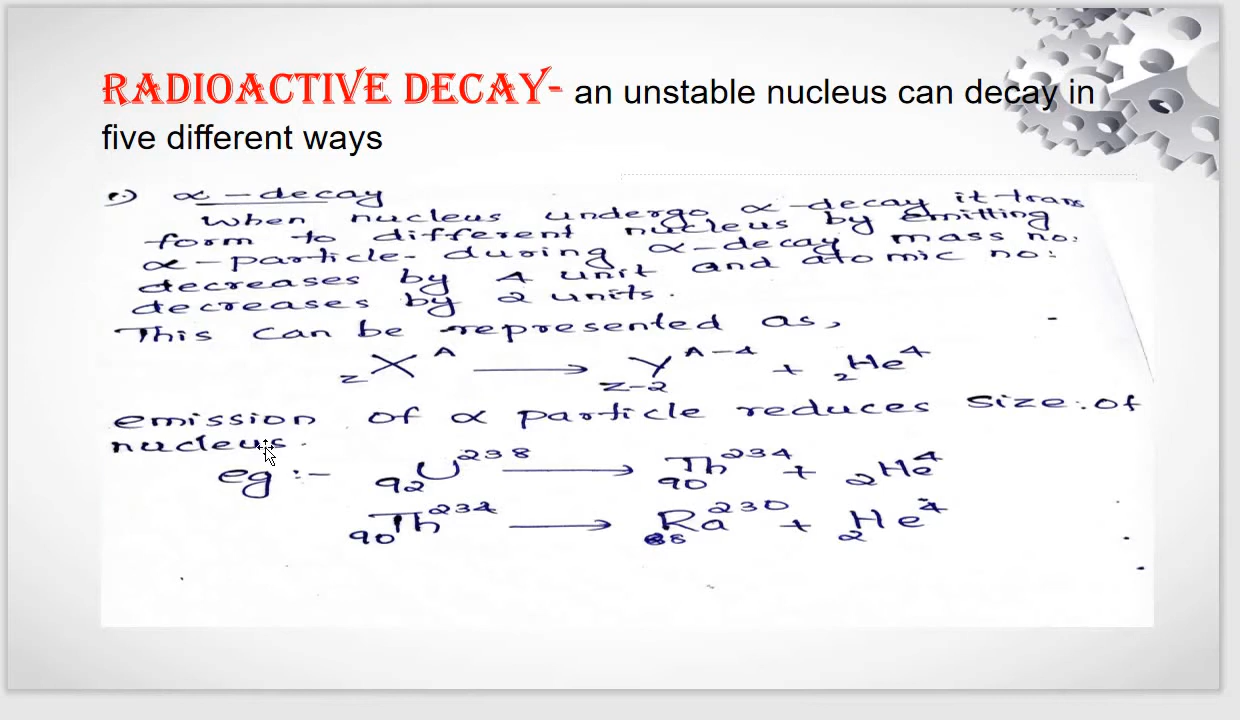 RADIOACTIVE DECAY- an unstable nucleus can decay in
five different ways
1) α-decay
When nucleus undergo α-decay it trans
form to different nucleus by emitting
α-particle. during α-decay mass no:
decreases by 4 unit and atomic no:
decreases by 2 units.
This can be represented as,
zX^A → z-2Y^A-4 + 2He^4
emission of α particle reduces size of
nucleus.
eg:- 92U^238 → 90Th^234 + 2He^4
90Th^234 → 88Ra^230 + 2He^4